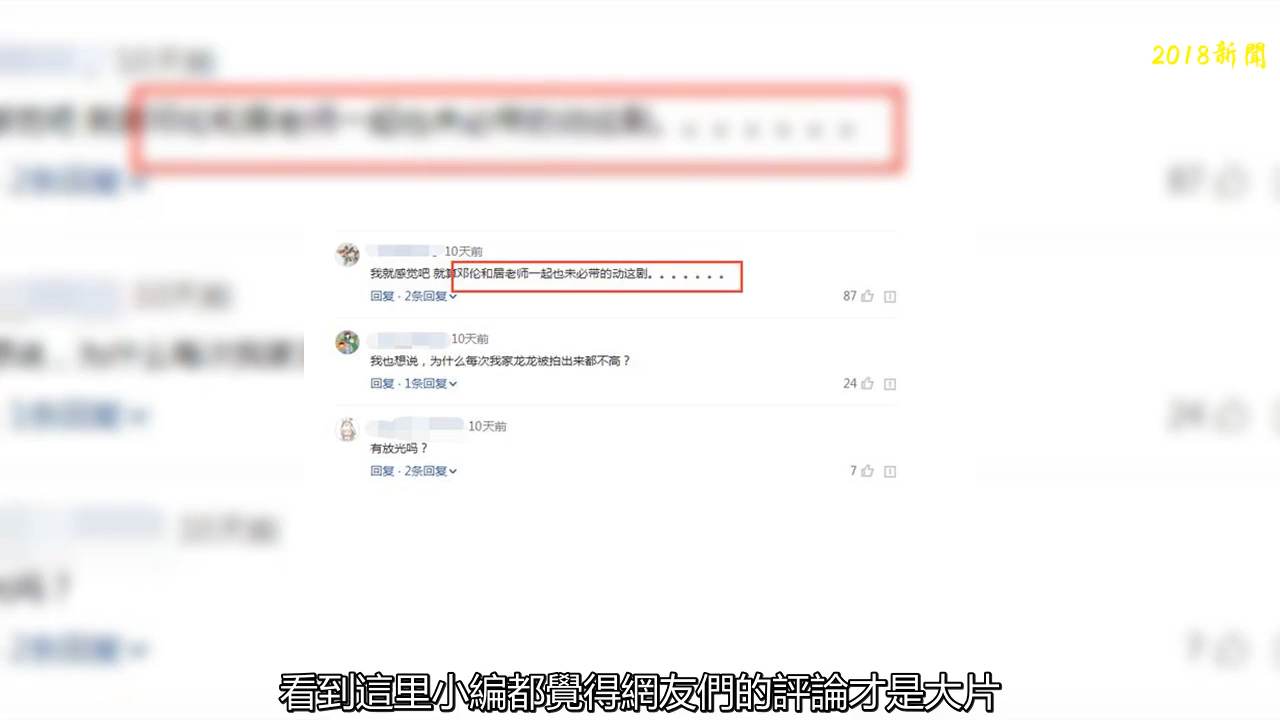 2018新聞
10天前
我就感觉吧 就算邓伦和居老师一起也未必带的动这剧。。。。。。。
回复 · 2条回复
87
10天前
我也想说，为什么每次我家龙龙被拍出来都不高？
回复 · 1条回复
24
10天前
有放光吗？
回复 · 2条回复
7
看到這里小編都覺得網友們的評論才是大片